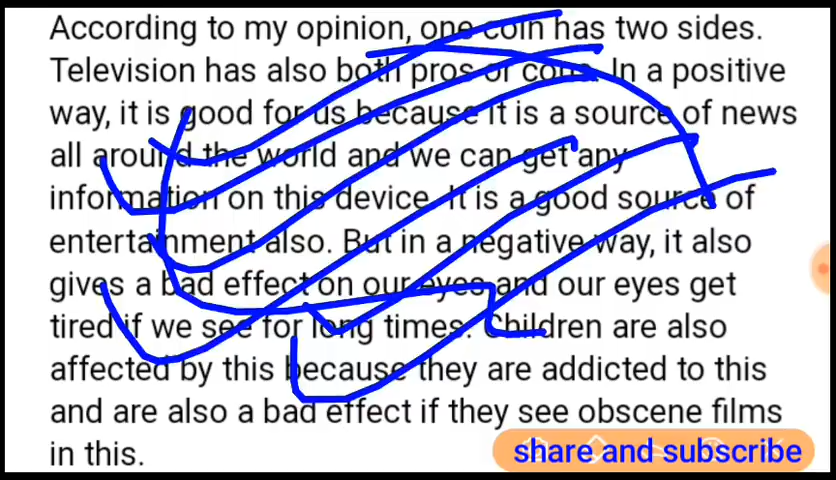 According to my opinion, one coin has two sides.
Television has also both pros or cons. In a positive
way, it is good for us because it is a source of news
all around the world and we can get any
information on this device. It is a good source of
entertainment also. But in a negative way, it also
gives a bad effect on our eyes and our eyes get
tired if we see for long times. Children are also
affected by this because they are addicted to this
and are also a bad effect if they see obscene films
in this.
share and subscribe